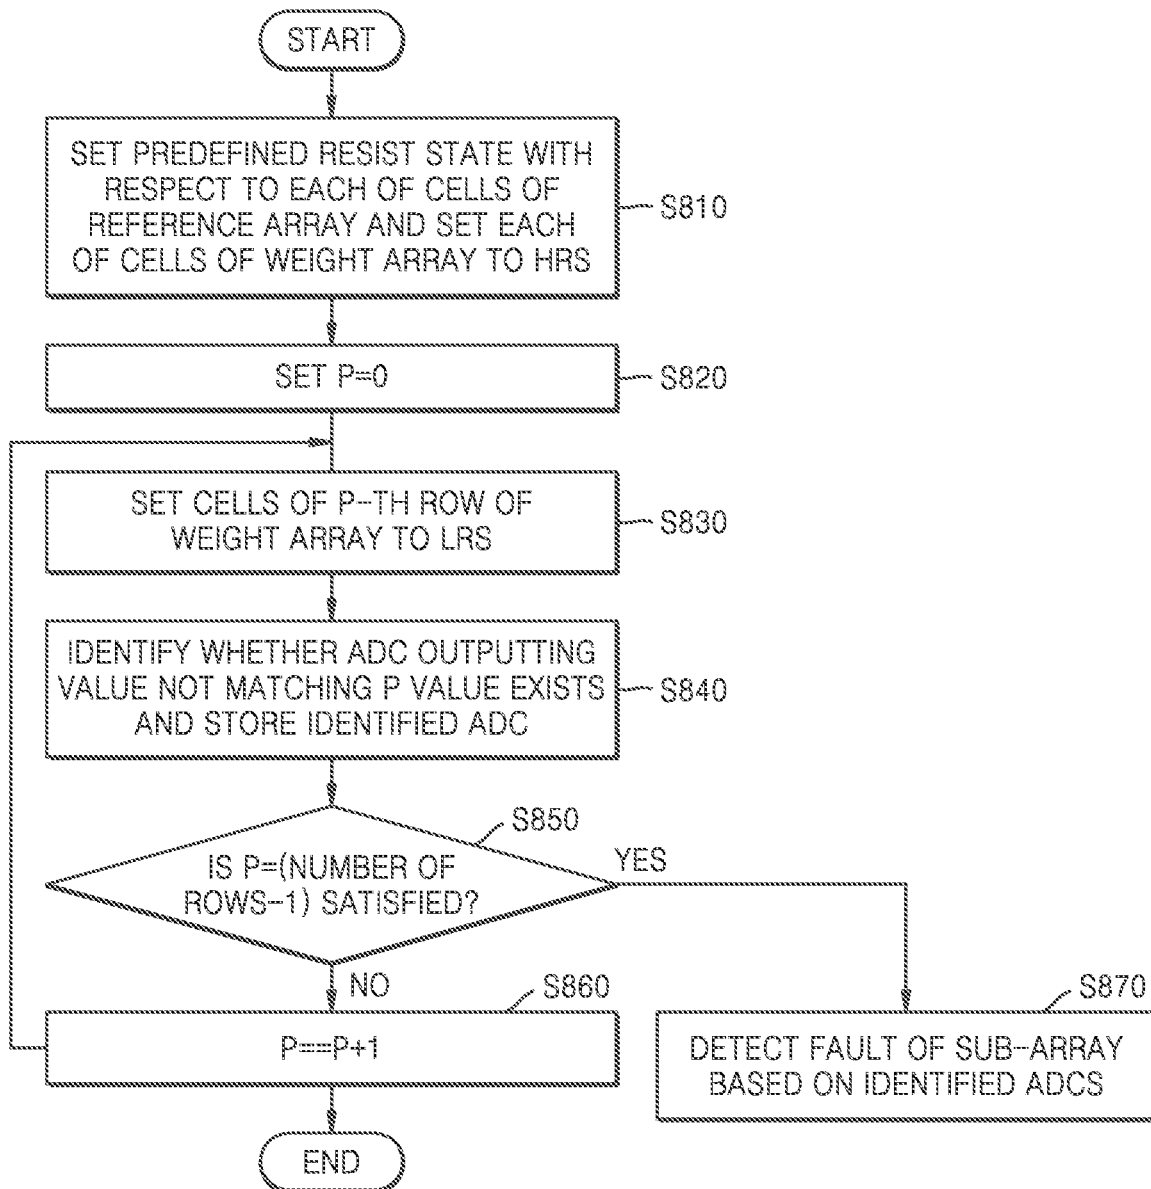 START
SET PREDEFINED RESIST STATE WITH
RESPECT TO EACH OF CELLS OF
REFERENCE ARRAY AND SET EACH
OF CELLS OF WEIGHT ARRAY TO HRS
S810
SET P=0
S820
SET CELLS OF P-TH ROW OF
WEIGHT ARRAY TO LRS
S830
IDENTIFY WHETHER ADC OUTPUTTING
VALUE NOT MATCHING P VALUE EXISTS
AND STORE IDENTIFIED ADC
S840
S850
IS P=(NUMBER OF
ROWS-1) SATISFIED?
YES
NO
S860
P==P+1
S870
DETECT FAULT OF SUB-ARRAY
BASED ON IDENTIFIED ADCS
END